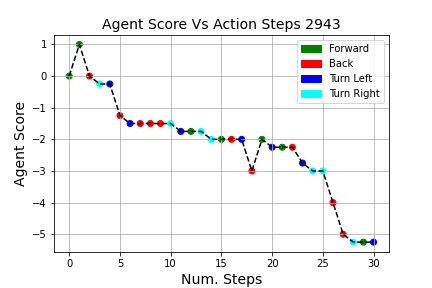 Agent Score Vs Action Steps 2943
Agent Score
1
0
−1
−2
−3
−4
−5
Forward
Back
Turn Left
Turn Right
0 5 10 15 20 25 30
Num. Steps